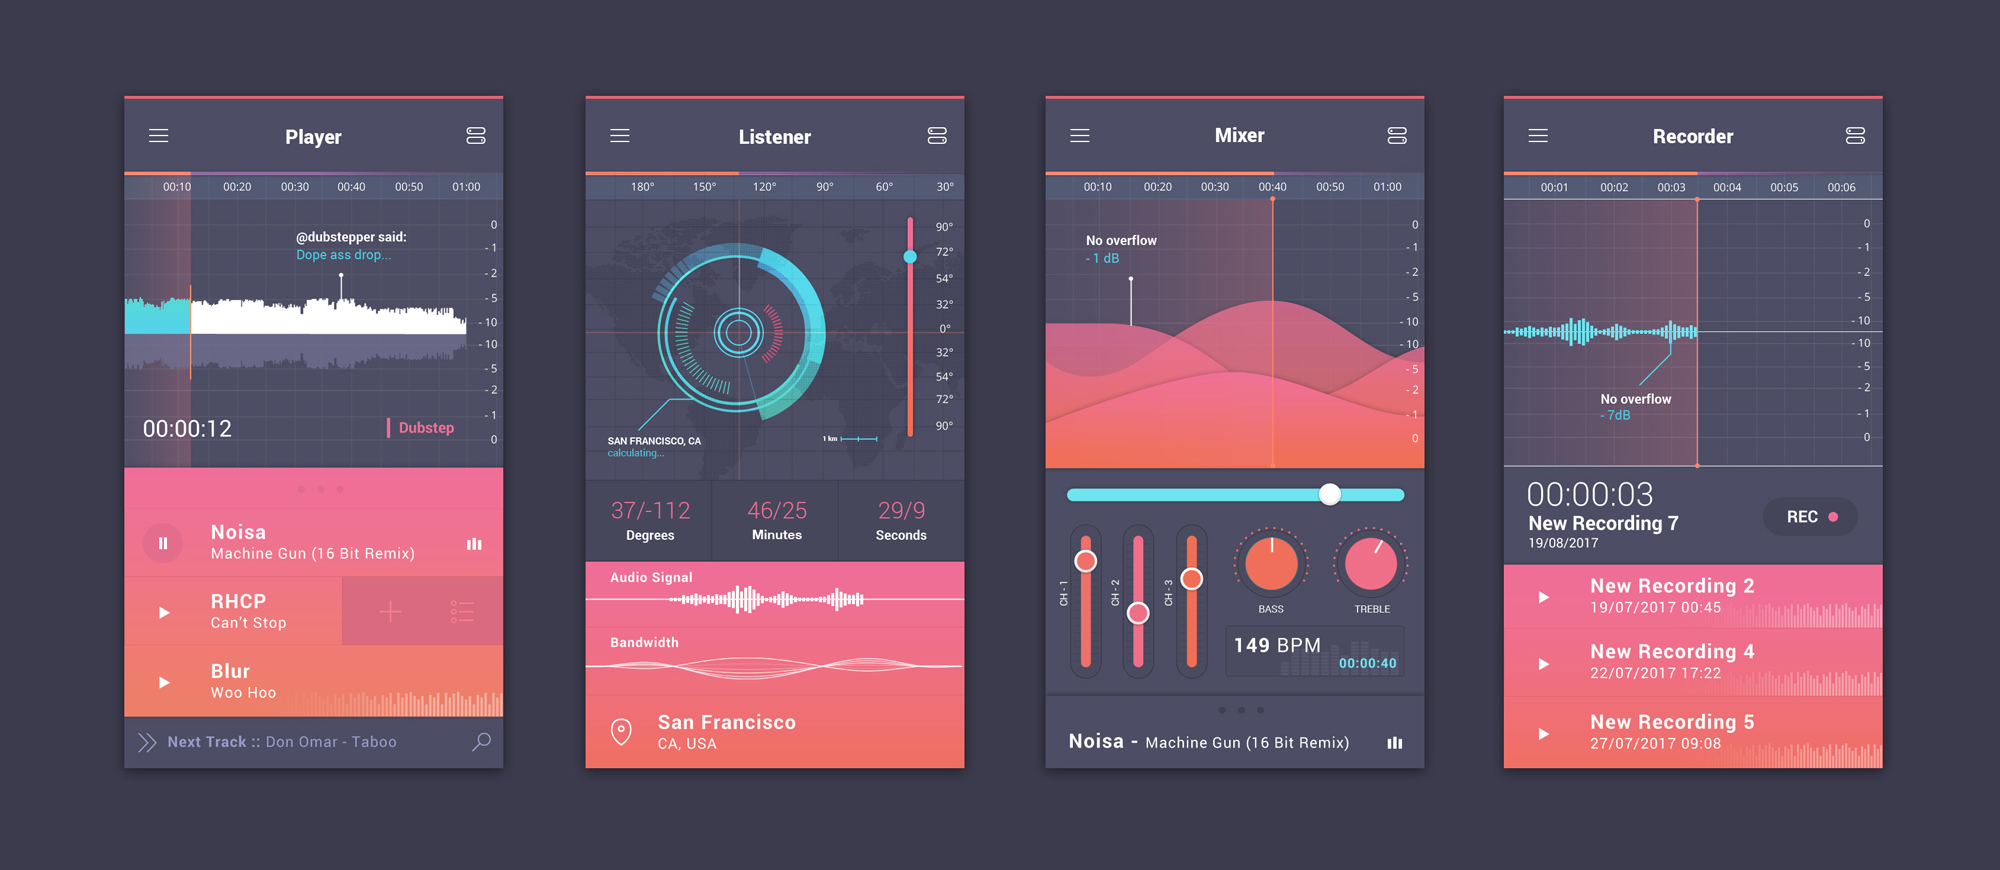 Player
00:10 00:20 00:30 00:40 00:50 01:00
@dubstepper said:
Dope ass drop...
0
- 1
- 2
- 5
- 10
- 10
- 5
- 2
- 1
0
00:00:12
Dubstep
Noisa
Machine Gun (16 Bit Remix)
RHCP
Can't Stop
Blur
Woo Hoo
Next Track :: Don Omar - Taboo
Listener
180° 150° 120° 90° 60° 30°
90°
72°
54°
32°
0°
32°
54°
72°
90°
SAN FRANCISCO, CA
calculating...
1 km
37/-112 46/25 29/9
Degrees Minutes Seconds
Audio Signal
Bandwidth
San Francisco
CA, USA
Mixer
00:10 00:20 00:30 00:40 00:50 01:00
No overflow
- 1 dB
0
- 1
- 2
- 5
- 10
- 10
- 5
- 2
- 1
0
CH - 1
CH - 2
CH - 3
BASS TREBLE
149 BPM
00:00:40
Noisa - Machine Gun (16 Bit Remix)
Recorder
00:01 00:02 00:03 00:04 00:05 00:06
0
- 1
- 2
- 5
- 10
- 10
- 5
- 2
- 1
0
No overflow
- 7dB
00:00:03
New Recording 7
19/08/2017
REC
New Recording 2
19/07/2017 00:45
New Recording 4
22/07/2017 17:22
New Recording 5
27/07/2017 09:08